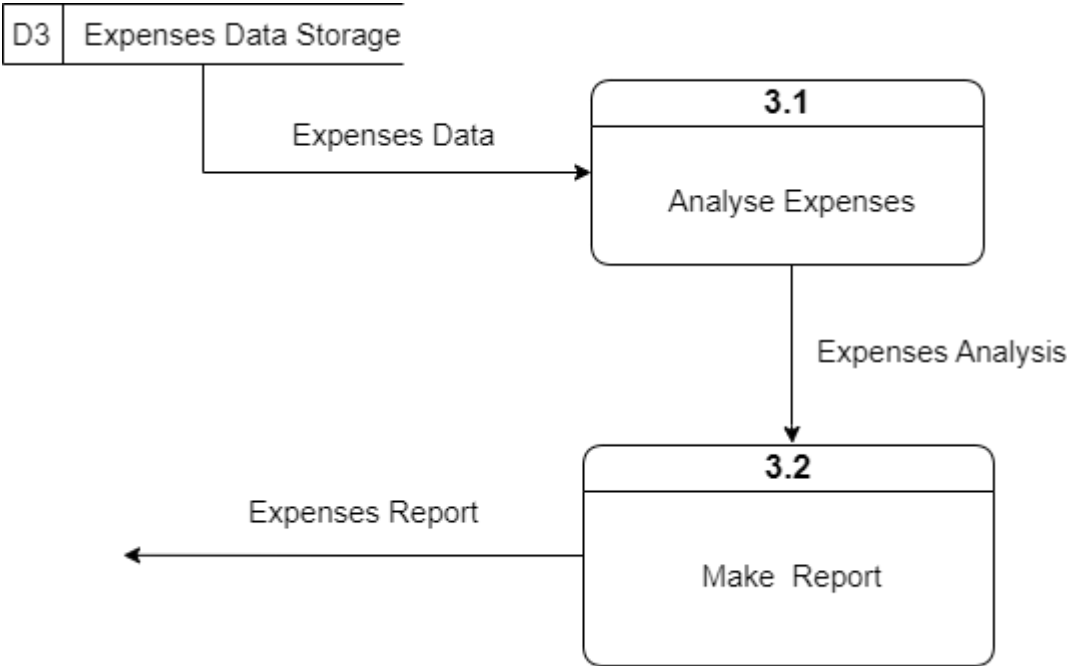 D3 Expenses Data Storage
3.1
Expenses Data
Analyse Expenses
Expenses Analysis
3.2
Expenses Report
Make Report